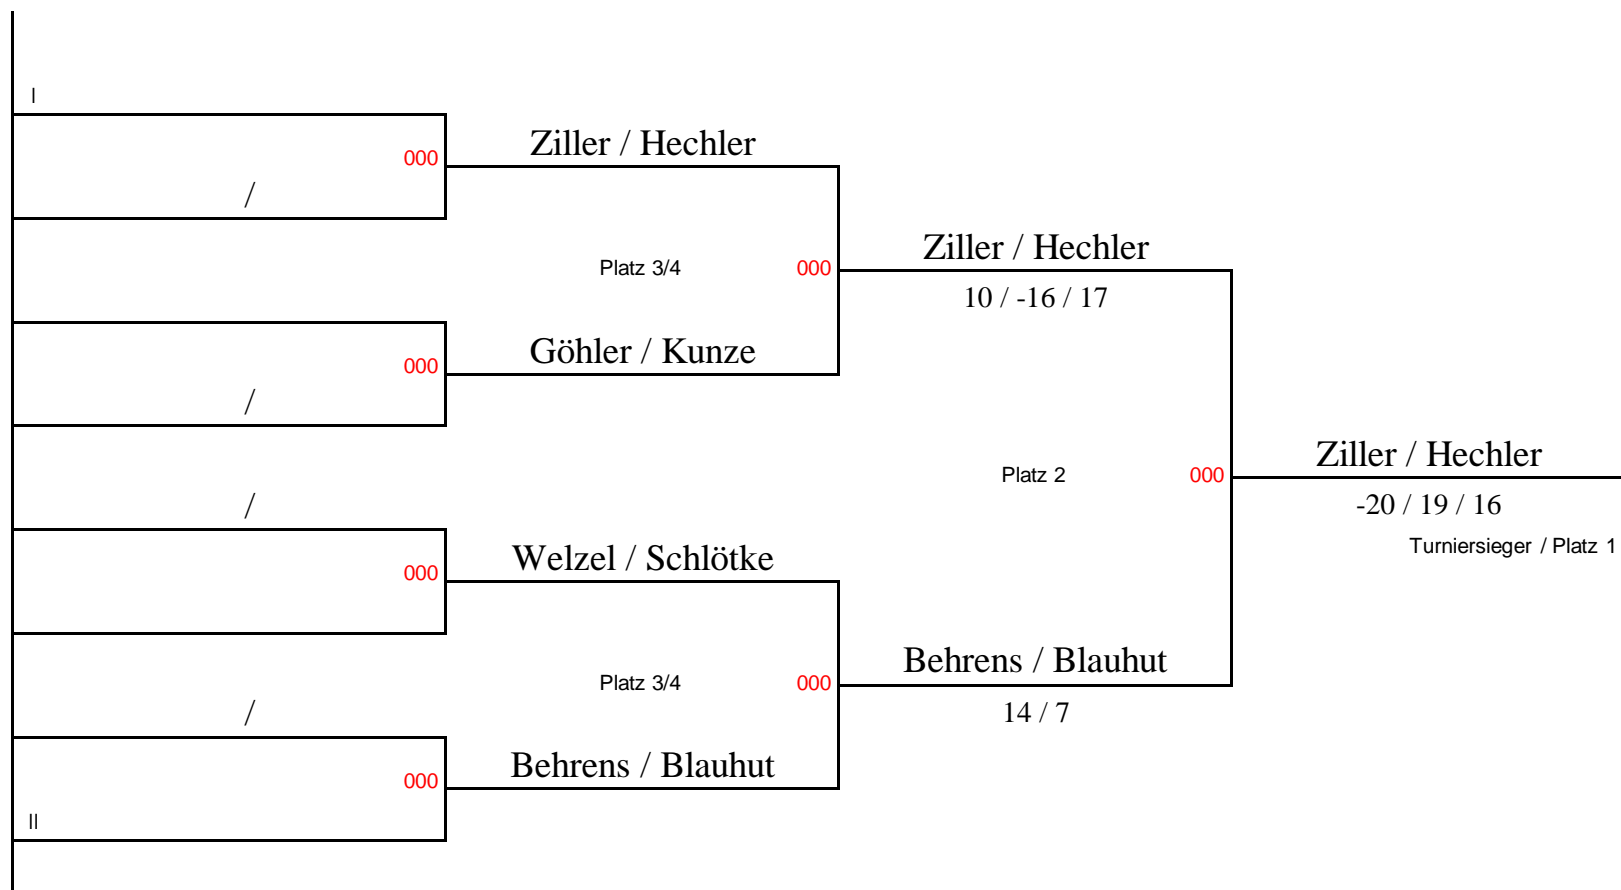 I
000
/
Ziller / Hechler
Platz 3/4
000
Ziller / Hechler
10 / -16 / 17
000
/
Göhler / Kunze
Platz 2
000
Ziller / Hechler
-20 / 19 / 16
Turniersieger / Platz 1
/
000
Welzel / Schlötke
Platz 3/4
000
Behrens / Blauhut
14 / 7
/
000
Behrens / Blauhut
II